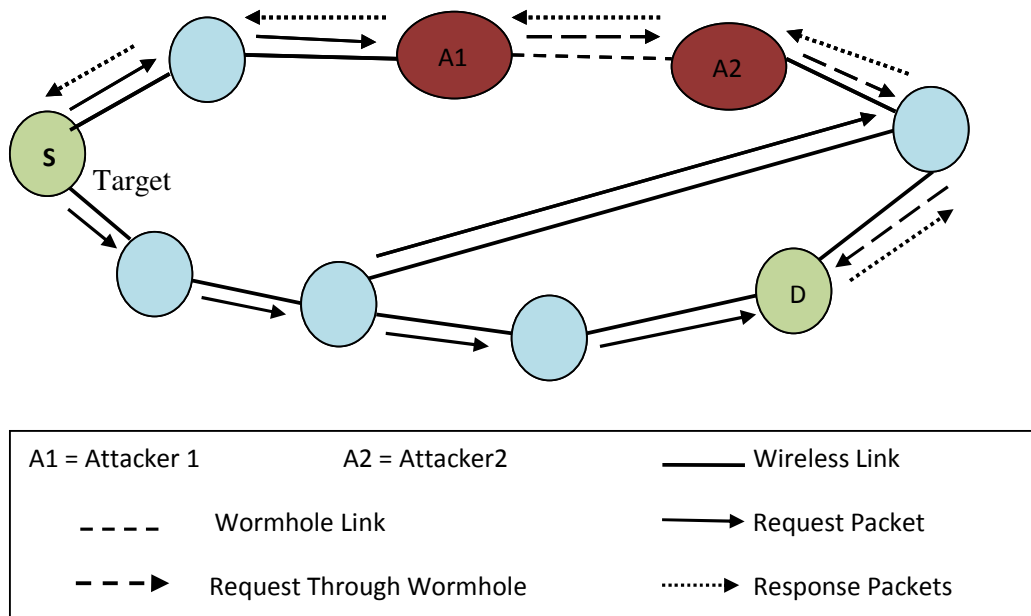 A1
A2
S
Target
D
A1 = Attacker 1
A2 = Attacker2
Wireless Link
Wormhole Link
Request Packet
Request Through Wormhole
Response Packets